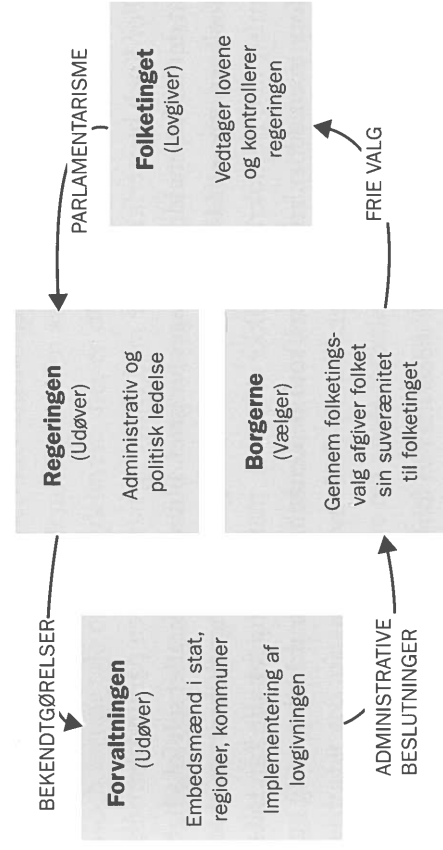 BEKENDTGØRELSER
PARLAMENTARISME
Regeringen
(Udøver)
Administrativ og
politisk ledelse
Forvaltningen
(Udøver)
Embedsmænd i stat,
regioner, kommuner
Implementering af
lovgivningen
Folketinget
(Lovgiver)
Vedtager lovene
og kontrollerer
regeringen
Borgerne
(Vælger)
Gennem folketings-
valg afgiver folket
sin suverænitet
til folketinget
ADMINISTRATIVE
BESLUTNINGER
FRIE VALG